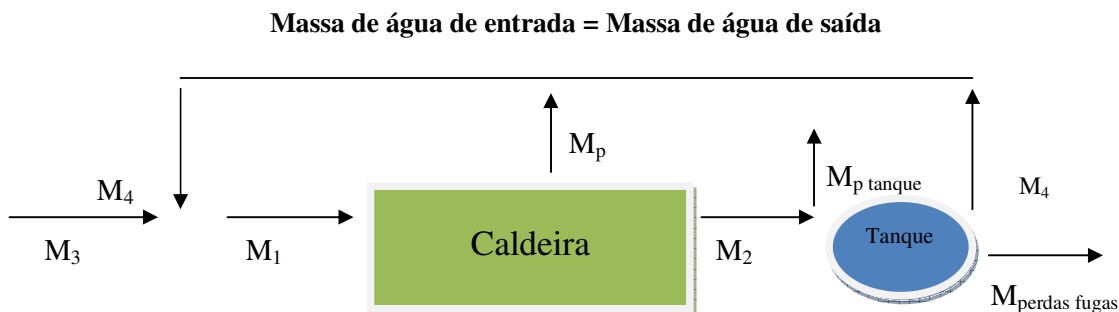 Massa de água de entrada = Massa de água de saída
Mp
Mp tanque
M4
M4
M3
M1
Caldeira
M2
Tanque
Mperdas fugas